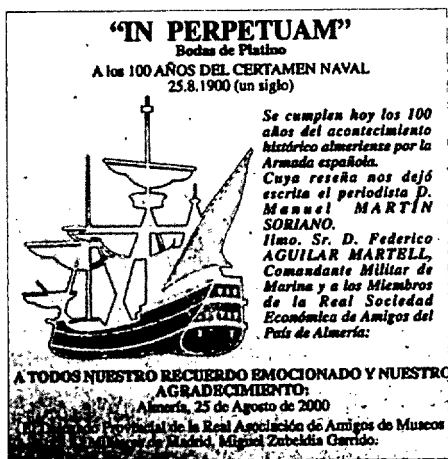 “IN PERPETUAM”
Bodas de Platino
A los 100 AÑOS DEL CERTAMEN NAVAL
25.8.1900 (un siglo)
Se cumplen hoy los 100
años del acontecimiento
histórico almeriense por la
Armada española.
Cuya reseña nos dejó
escrita el periodista D.
Manuel MARTÍN
SORIANO.
Ilmo. Sr. D. Federico
AGUILAR MARTELL,
Comandante Militar de
Marina y a los Miembros
de la Real Sociedad
Económica de Amigos del
País de Almería:
A TODOS NUESTRO RECUERDO EMOCIONADO Y NUESTRO
AGRADECIMIENTO:
Almería, 25 de Agosto de 2000
Provincial de la Real Asociación de Amigos de Museos
Militares de Madrid, Miguel Zubeldia Garrido.